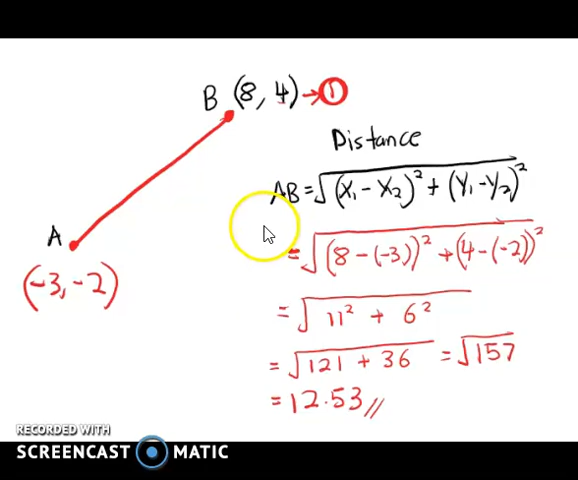 B (8, 4) → ①
Distance
AB = √(X₁ - X₂)² + (Y₁ - Y₂)²
A
= √(8 - (-3))² + (4 - (-2))²
(-3, -2)
= √11² + 6²
= √121 + 36 = √157
= 12.53 //
RECORDED WITH
SCREENCAST MATIC